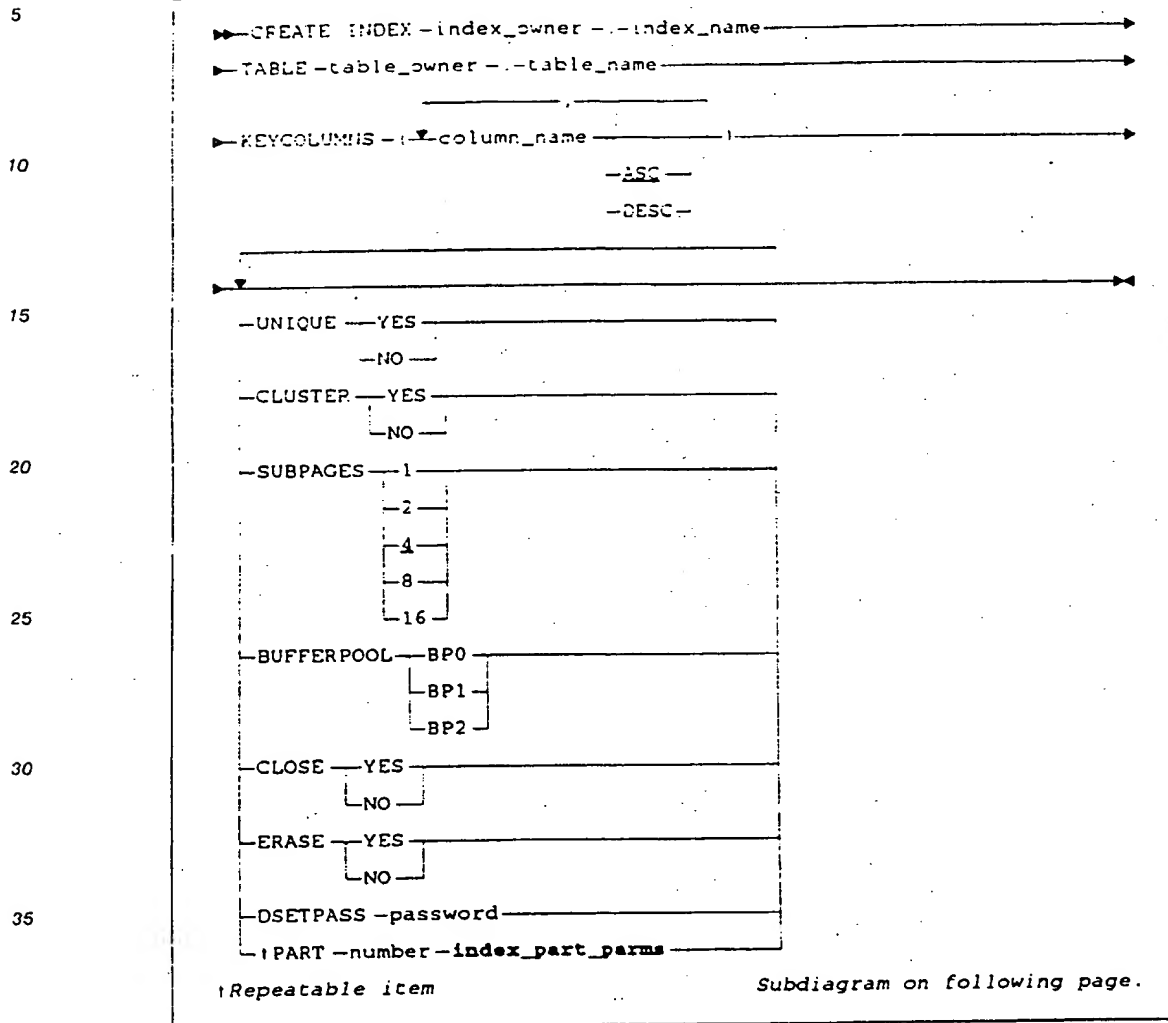 5
CREATE INDEX -index_owner -.-index_name
TABLE -table_owner -.-table_name
,
KEYCOLUMNS -( column_name )
10
ASC
DESC
15
UNIQUE YES
NO
CLUSTER YES
NO
20
SUBPAGES 1
2
4
8
25
16
BUFFERPOOL BP0
BP1
BP2
30
CLOSE YES
NO
ERASE YES
NO
35
DSETPASS -password
†PART -number -index_part_parms
†Repeatable item Subdiagram on following page.